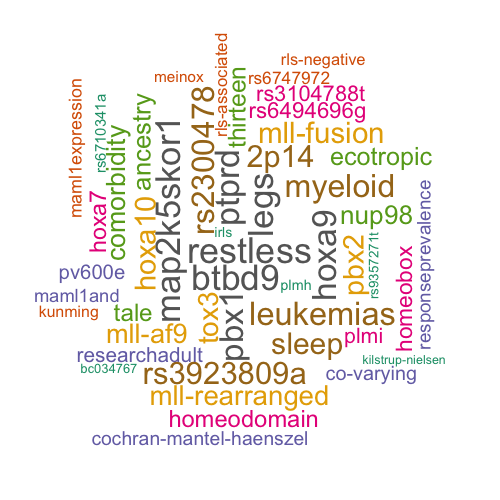 rls-negative
meinox
rs6747972
rls-associated
rs3104788t
rs6494696g
maml1expression
rs6710341a
ancestry
comorbidity
thirteen
rs2300478
mll-fusion
2p14
ecotropic
map2k5skor1
ptprd
legs
myeloid
hoxa7
hoxa10
nup98
responseprevalence
irls
restless
hoxa9
pbx2
rs9357271t
homeobox
pv600e
btbd9
plmh
maml1and
kunming
tale
tox3
pbx1
leukemias
mll-af9
sleep
plmi
researchadult
kilstrup-nielsen
bc034767
rs3923809a
co-varying
mll-rearranged
homeodomain
cochran-mantel-haenszel